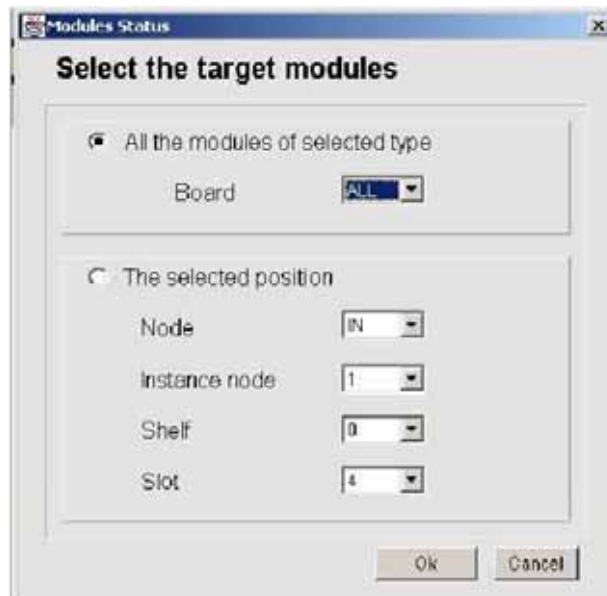 Modules Status
Select the target modules
All the modules of selected type
Board ALL
The selected position
Node IN
Instance node 1
Shelf 0
Slot 4
Ok Cancel